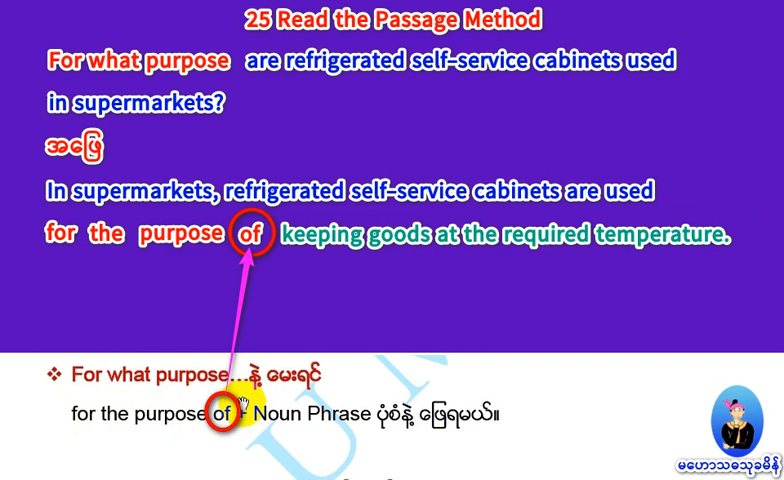 25 Read the Passage Method
For what purpose are refrigerated self-service cabinets used
in supermarkets?
အဖြေ
In supermarkets, refrigerated self-service cabinets are used
for the purpose of keeping goods at the required temperature.
❖ For what purpose...နဲ့ မေးရင်
for the purpose of + Noun Phrase ပုံစံနဲ့ ဖြေရမယ်။
မဟောသဓသုခမိန်